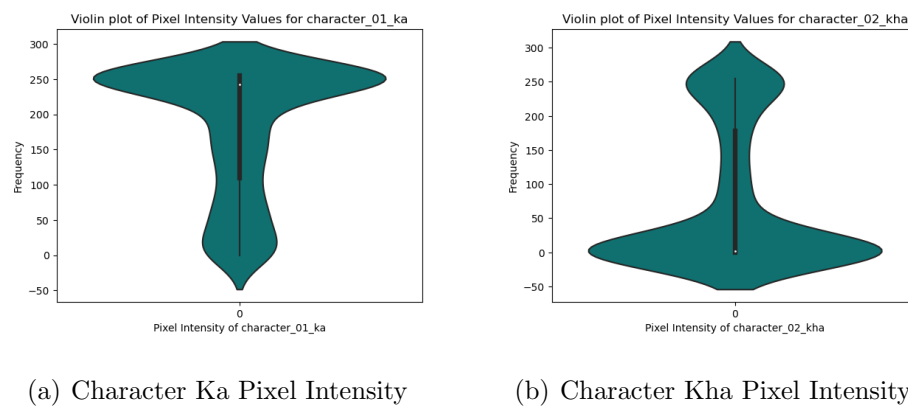 Violin plot of Pixel Intensity Values for character_01_ka
300
250
200
150
100
50
0
−50
Frequency
0
Pixel Intensity of character_01_ka
(a) Character Ka Pixel Intensity
Violin plot of Pixel Intensity Values for character_02_kha
300
250
200
150
100
50
0
−50
Frequency
0
Pixel Intensity of character_02_kha
(b) Character Kha Pixel Intensity